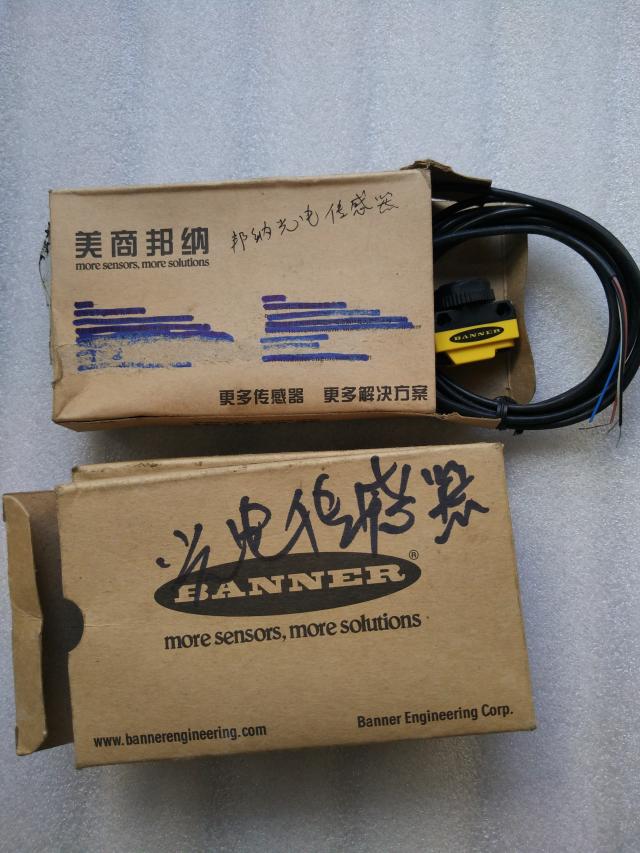 美商邦纳
more sensors, more solutions
邦纳光电传感器
BANNER
更多传感器 更多解决方案
光电传感器
BANNER®
more sensors, more solutions
www.bannerengineering.com
Banner Engineering Corp.